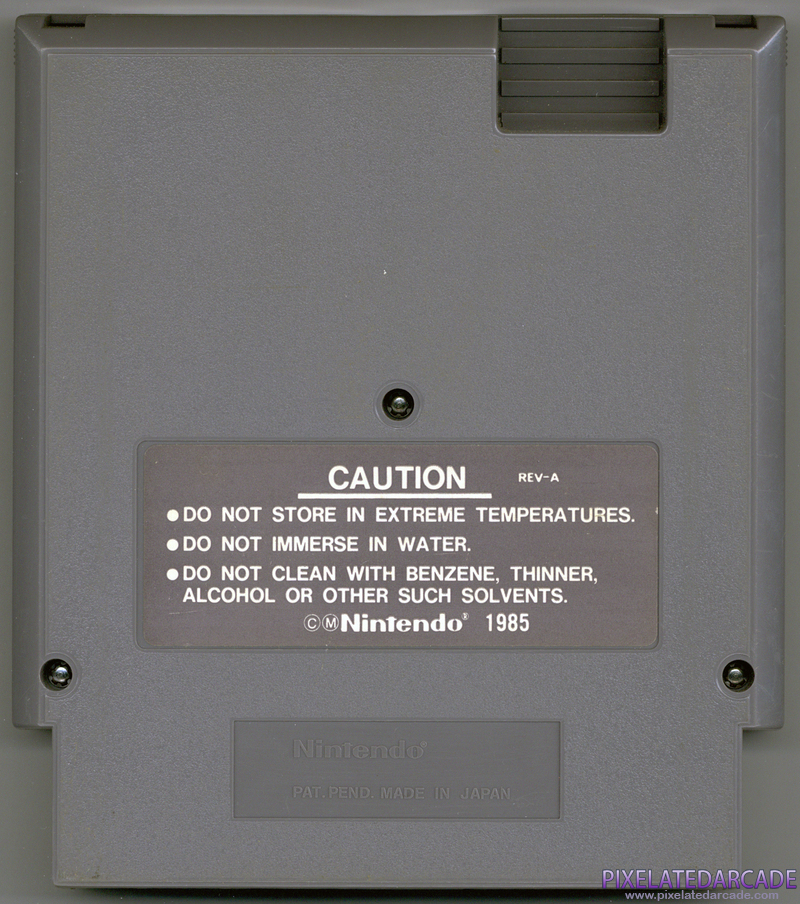 CAUTION REV-A
●DO NOT STORE IN EXTREME TEMPERATURES.
●DO NOT IMMERSE IN WATER.
●DO NOT CLEAN WITH BENZENE, THINNER,
ALCOHOL OR OTHER SUCH SOLVENTS.
©ⓂNintendo® 1985
Nintendo®
PAT. PEND. MADE IN JAPAN
PIXELATEDARCADE
www.pixelatedarcade.com